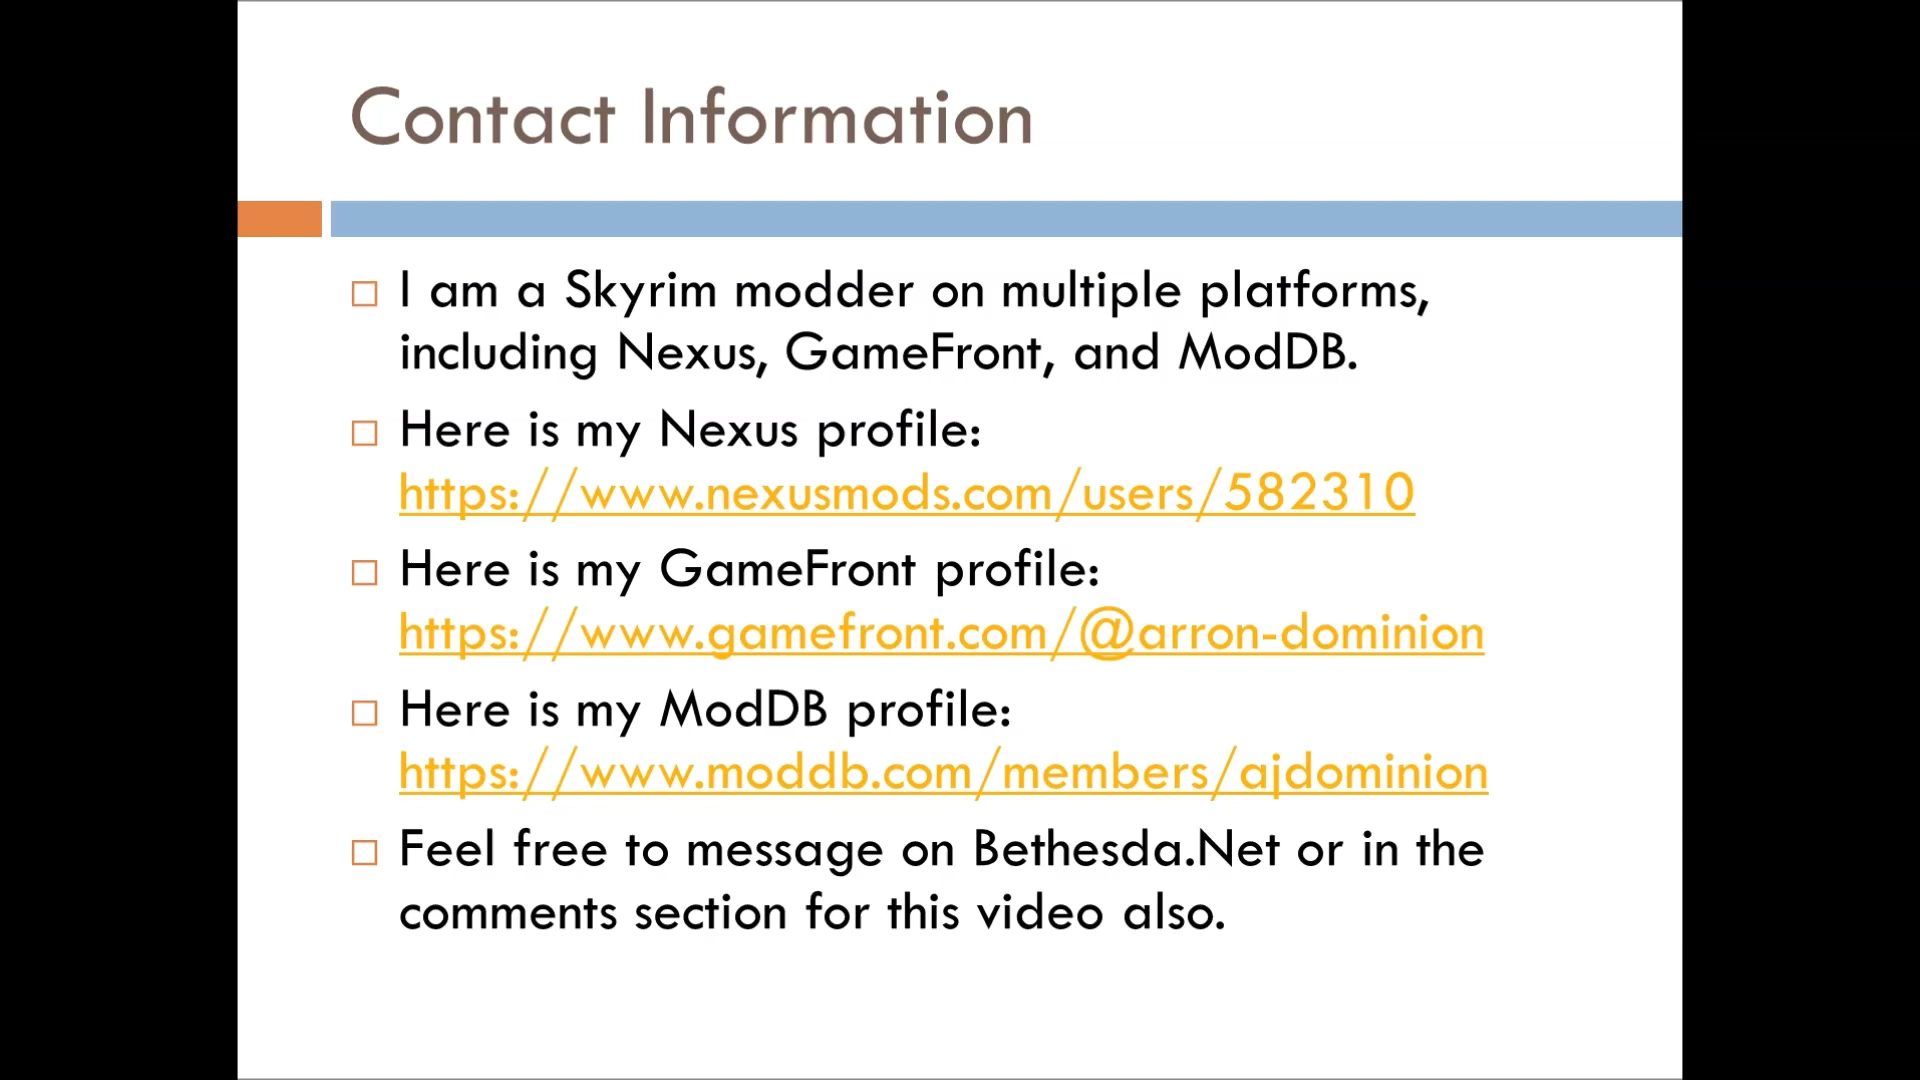 Contact Information
I am a Skyrim modder on multiple platforms,
including Nexus, GameFront, and ModDB.
Here is my Nexus profile:
https://www.nexusmods.com/users/582310
Here is my GameFront profile:
https://www.gamefront.com/@arron-dominion
Here is my ModDB profile:
https://www.moddb.com/members/ajdominion
Feel free to message on Bethesda.Net or in the
comments section for this video also.